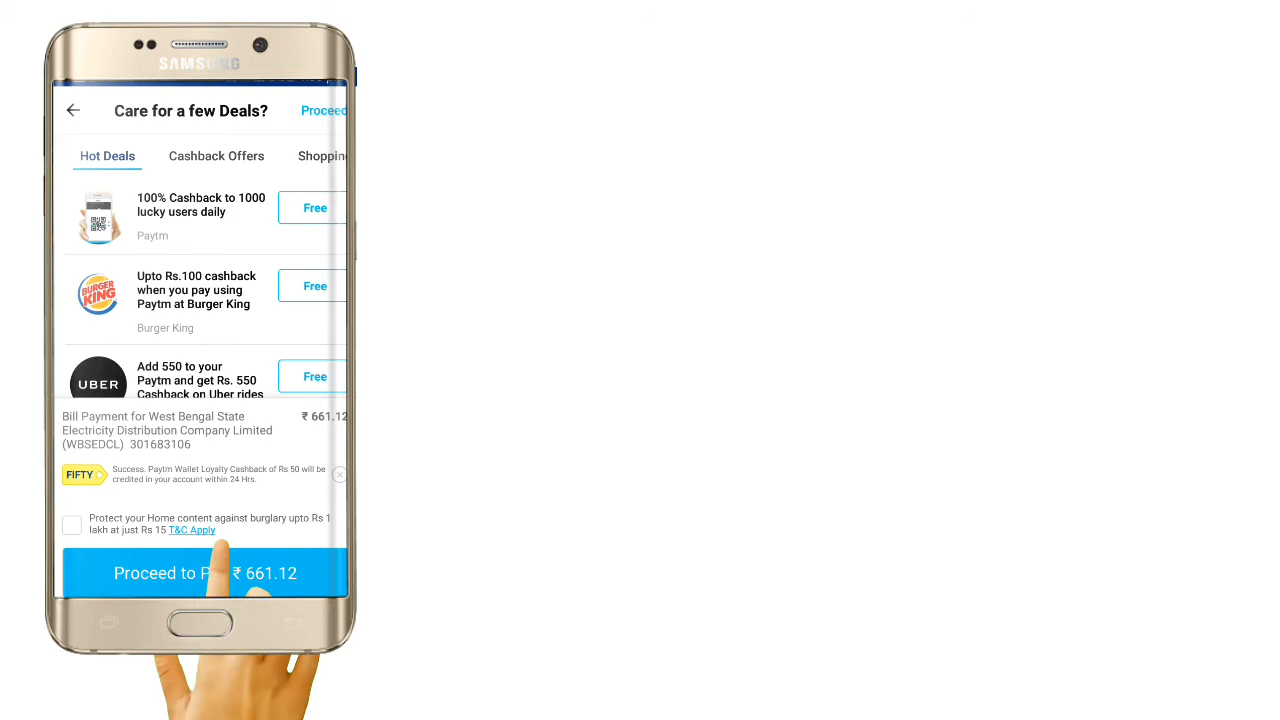 SAMSUNG
Care for a few Deals?
Proceed
Hot Deals
Cashback Offers
Shopping
100% Cashback to 1000
lucky users daily
Free
Paytm
BURGER
KING
Upto Rs.100 cashback
when you pay using
Paytm at Burger King
Free
Burger King
UBER
Add 550 to your
Paytm and get Rs. 550
Cashback on Uber rides
Free
Bill Payment for West Bengal State
Electricity Distribution Company Limited
(WBSEDCL) 301683106
₹ 661.12
FIFTY
Success. Paytm Wallet Loyalty Cashback of Rs 50 will be
credited in your account within 24 Hrs.
Protect your Home content against burglary upto Rs 1
lakh at just Rs 15 T&C Apply
Proceed to P ₹ 661.12